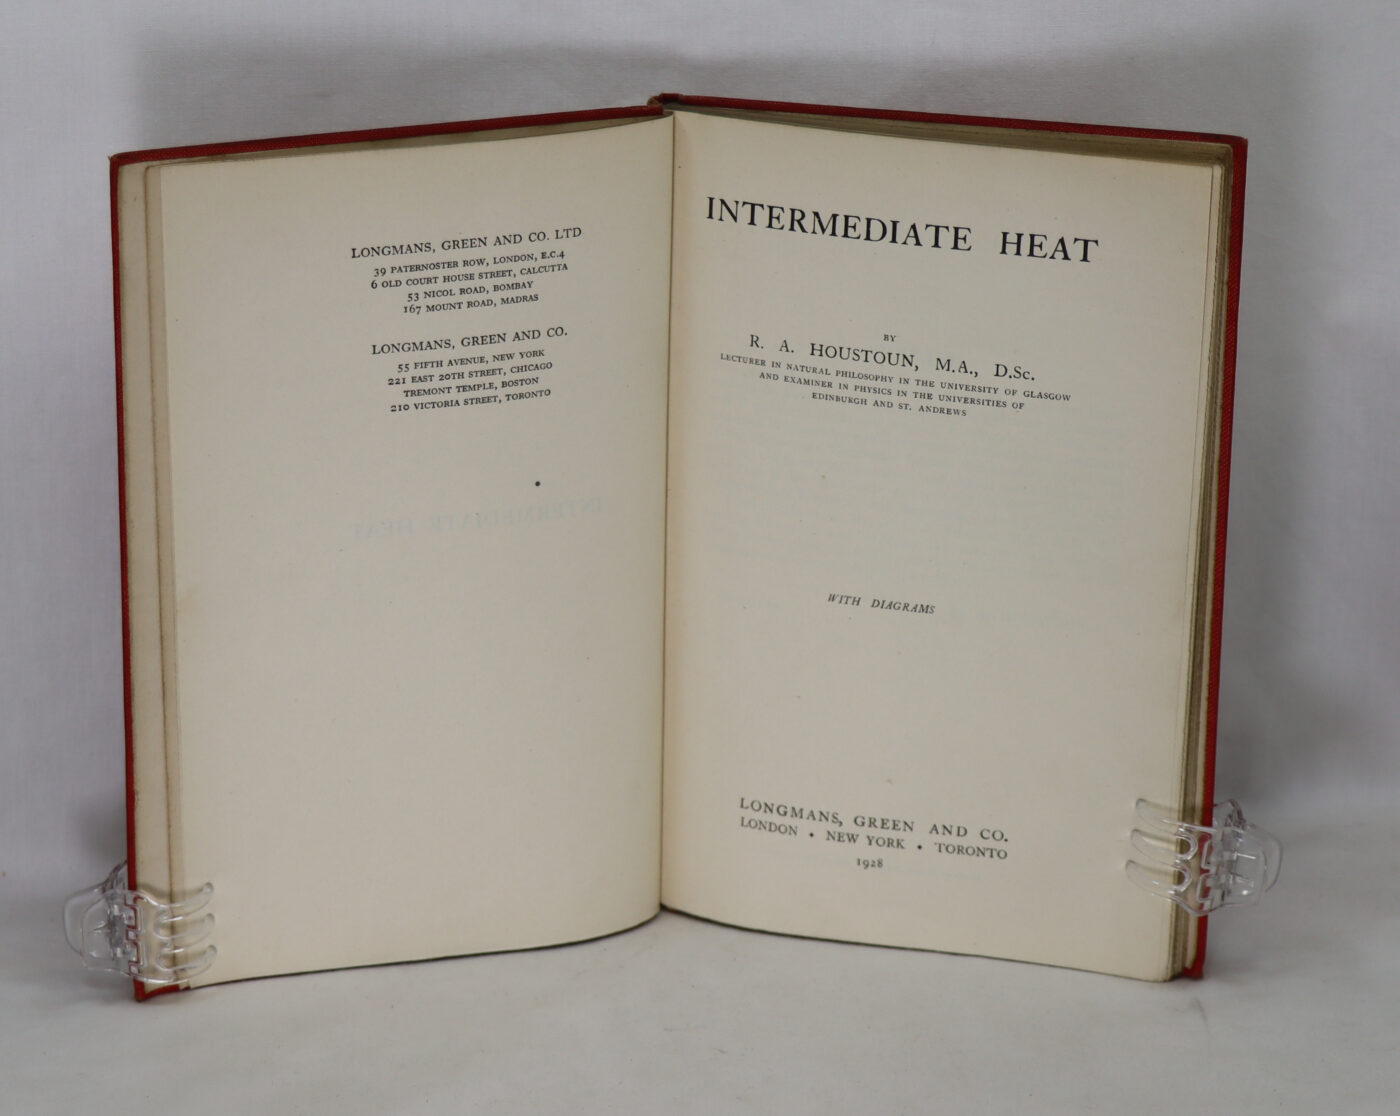 LONGMANS, GREEN AND CO. LTD
39 PATERNOSTER ROW, LONDON, E.C.4
6 OLD COURT HOUSE STREET, CALCUTTA
53 NICOL ROAD, BOMBAY
167 MOUNT ROAD, MADRAS
LONGMANS, GREEN AND CO.
55 FIFTH AVENUE, NEW YORK
221 EAST 20TH STREET, CHICAGO
TREMONT TEMPLE, BOSTON
210 VICTORIA STREET, TORONTO
INTERMEDIATE HEAT
INTERMEDIATE HEAT
BY
R. A. HOUSTOUN, M.A., D.Sc.
LECTURER IN NATURAL PHILOSOPHY IN THE UNIVERSITY OF GLASGOW
AND EXAMINER IN PHYSICS IN THE UNIVERSITIES OF
EDINBURGH AND ST. ANDREWS
WITH DIAGRAMS
LONGMANS, GREEN AND CO.
LONDON • NEW YORK • TORONTO
1928